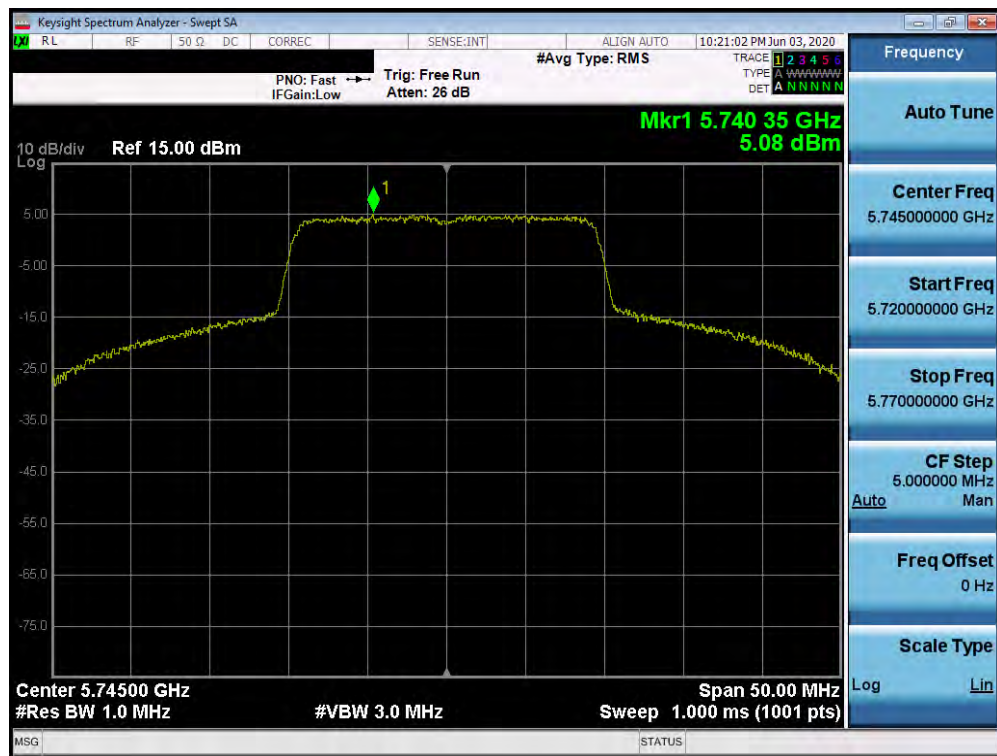 Keysight Spectrum Analyzer - Swept SA
LXI RL RF 50 Ω DC CORREC SENSE:INT ALIGN AUTO 10:21:02 PM Jun 03, 2020
#Avg Type: RMS TRACE 1 2 3 4 5 6
PNO: Fast Trig: Free Run TYPE A WWWWW
IFGain:Low Atten: 26 dB DET A N N N N N
Mkr1 5.740 35 GHz
5.08 dBm
10 dB/div Ref 15.00 dBm
Log
1
5.00
-5.00
-15.0
-25.0
-35.0
-45.0
-55.0
-65.0
-75.0
Center 5.74500 GHz Span 50.00 MHz
#Res BW 1.0 MHz #VBW 3.0 MHz Sweep 1.000 ms (1001 pts)
MSG STATUS
Frequency
Auto Tune
Center Freq
5.745000000 GHz
Start Freq
5.720000000 GHz
Stop Freq
5.770000000 GHz
CF Step
5.000000 MHz
Auto Man
Freq Offset
0 Hz
Scale Type
Log Lin